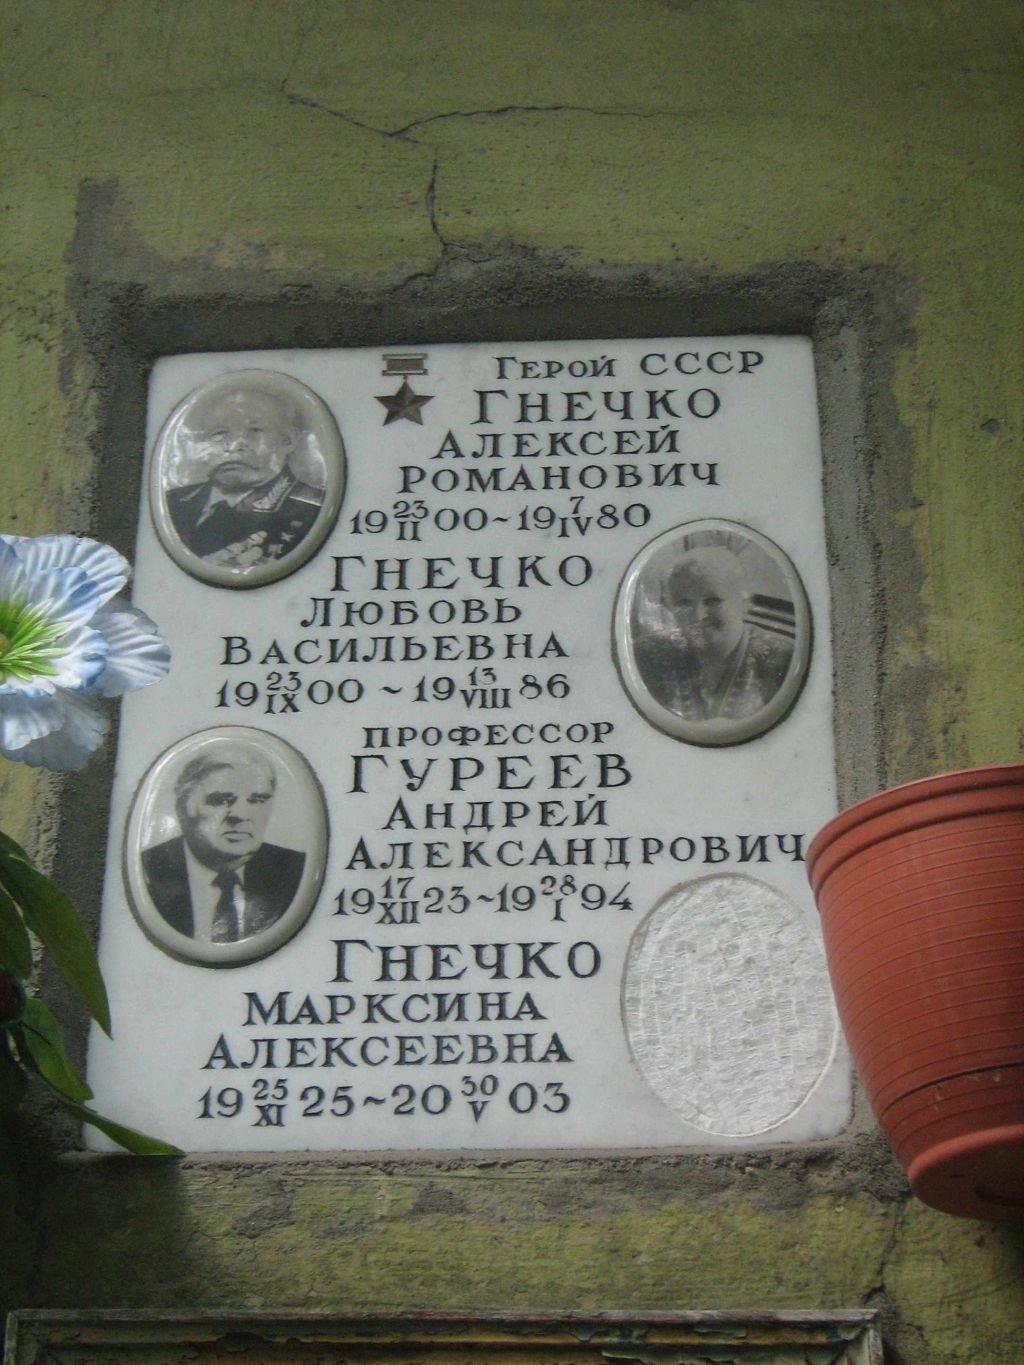 Герой СССР
Гнечко
Алексей
Романович
19 23/II 00 ~ 19 7/IV 80
Гнечко
Любовь
Васильевна
19 23/IX 00 ~ 19 13/VIII 86
профессор
Гуреев
Андрей
Александрович
19 17/XII 23 ~ 19 28/I 94
Гнечко
Марксина
Алексеевна
19 25/XI 25 ~ 20 30/V 03